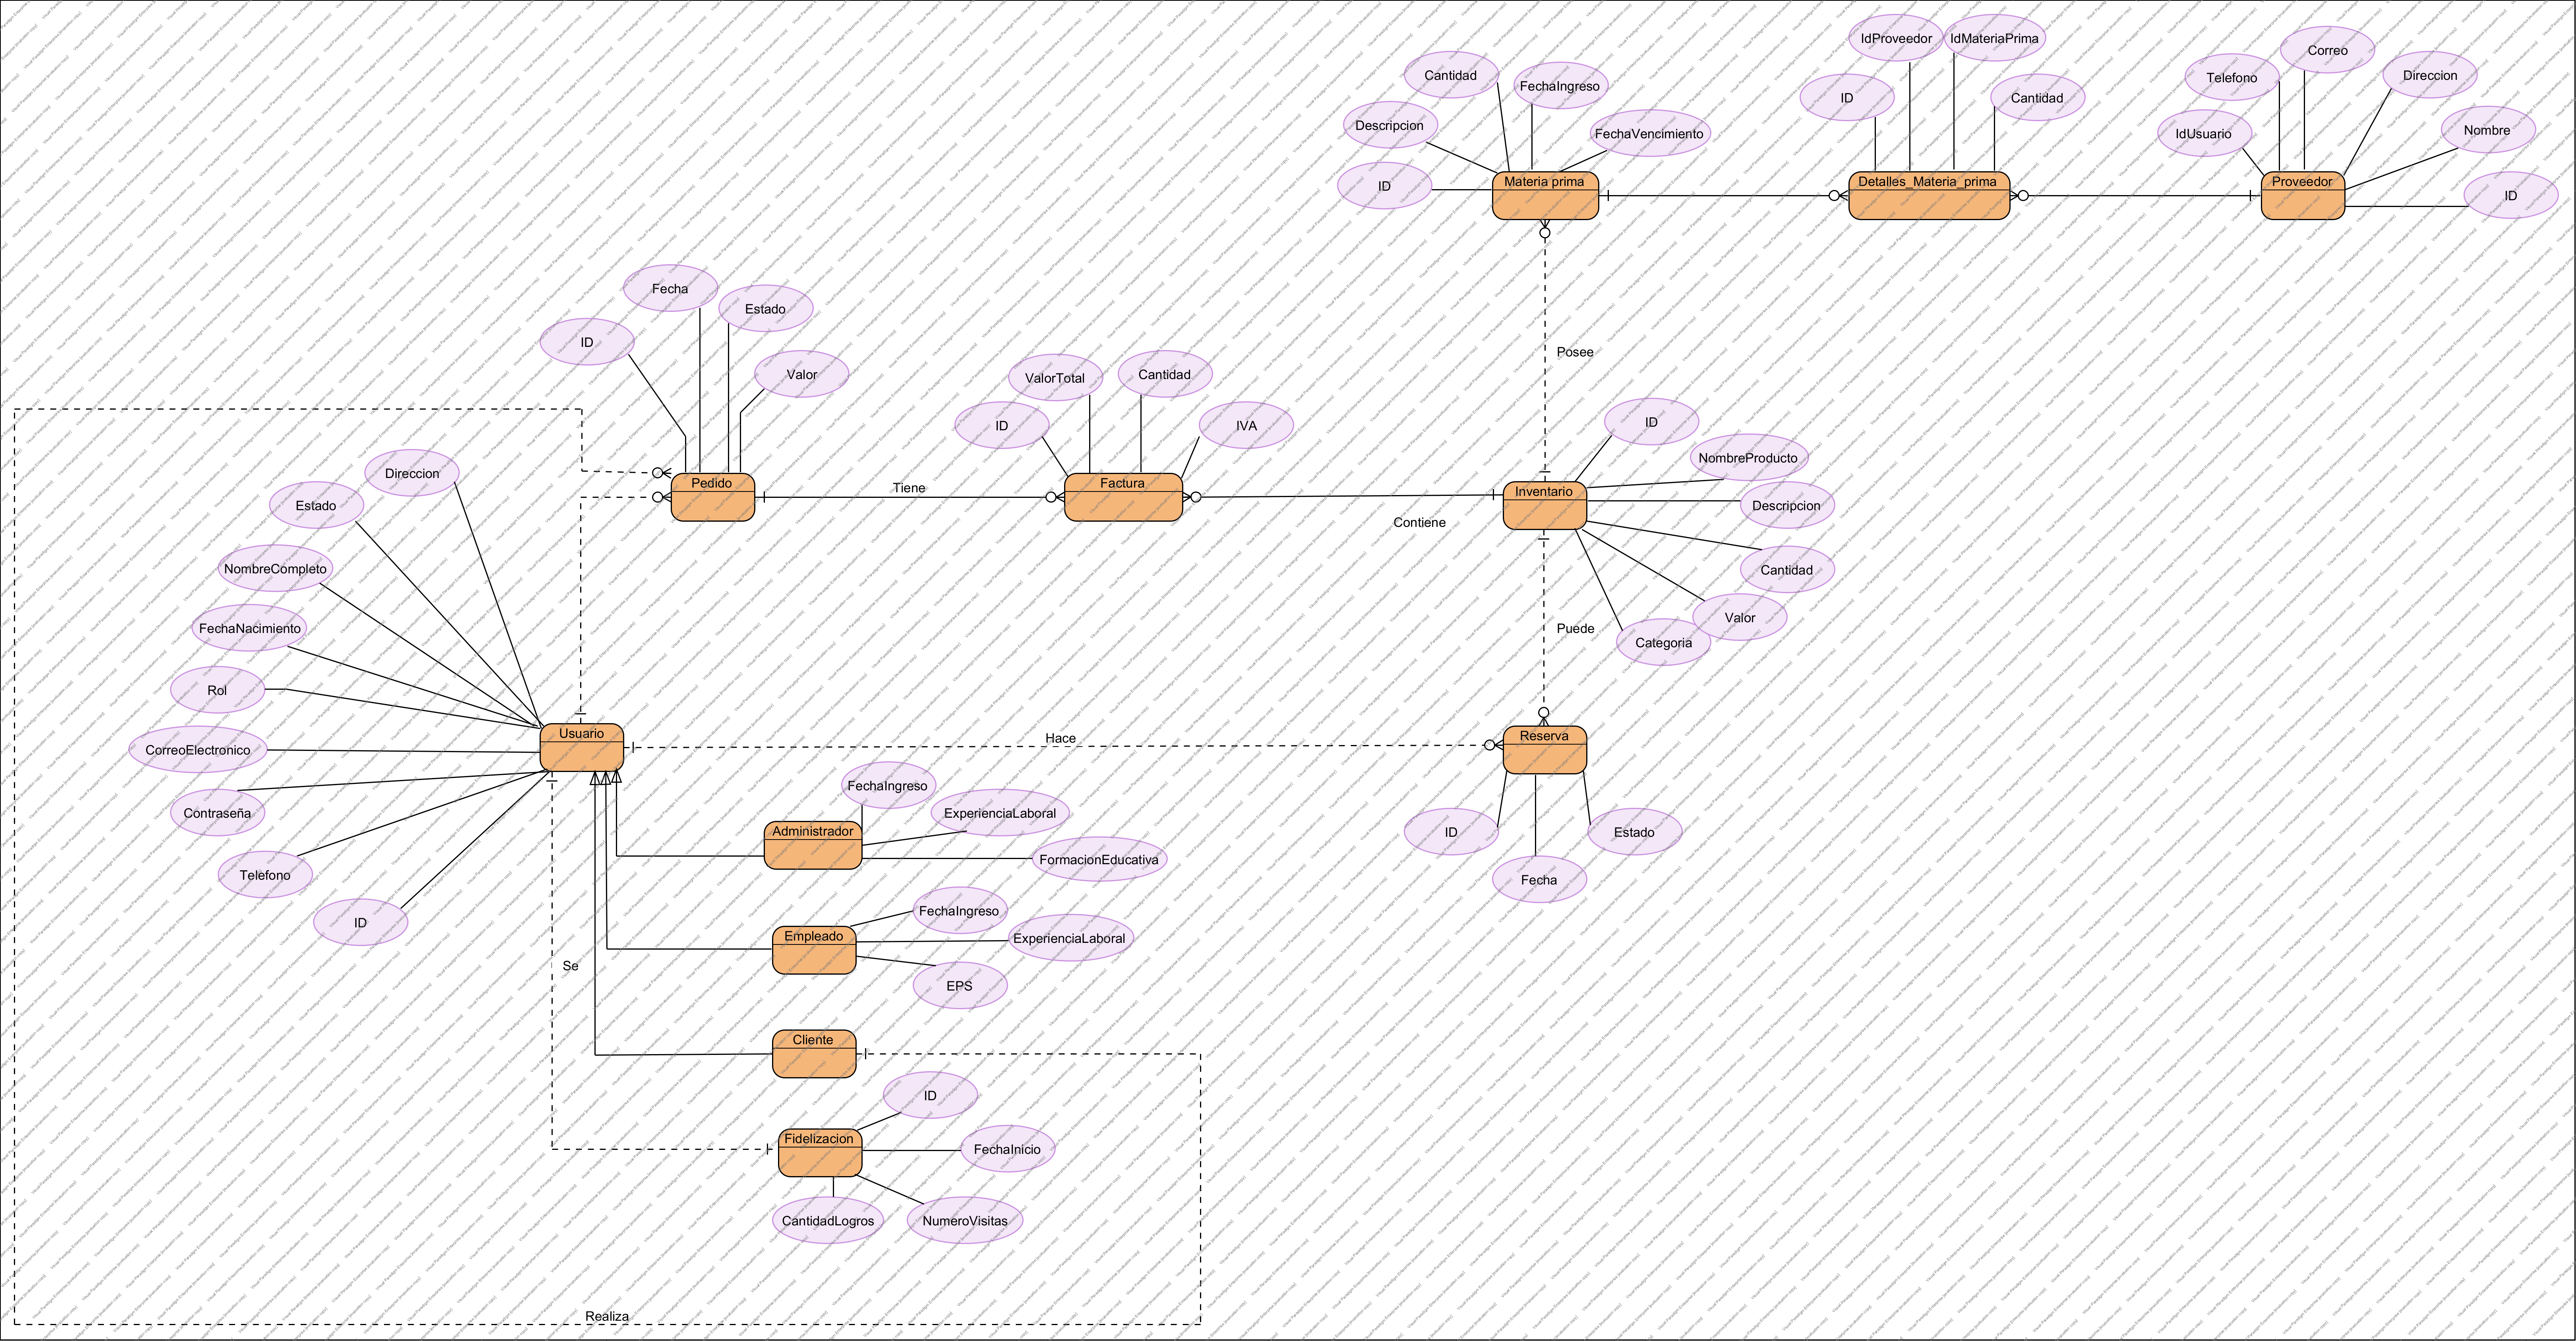 IdProveedor
IdMateriaPrima
Correo
Cantidad
FechaIngreso
Telefono
Direccion
ID
Cantidad
Descripcion
FechaVencimiento
IdUsuario
Nombre
ID
Materia prima
Detalles_Materia_prima
Proveedor
ID
Fecha
Estado
ID
Posee
Valor
ValorTotal
Cantidad
ID
IVA
ID
NombreProducto
Direccion
Pedido
Tiene
Factura
Inventario
Estado
Descripcion
Contiene
NombreCompleto
Cantidad
FechaNacimiento
Puede
Valor
Categoria
Rol
Usuario
Hace
Reserva
CorreoElectronico
FechaIngreso
Contraseña
ExperienciaLaboral
Administrador
ID
Estado
FormacionEducativa
Telefono
Fecha
FechaIngreso
ID
Empleado
ExperienciaLaboral
Se
EPS
Cliente
ID
Fidelizacion
FechaInicio
CantidadLogros
NumeroVisitas
Realiza